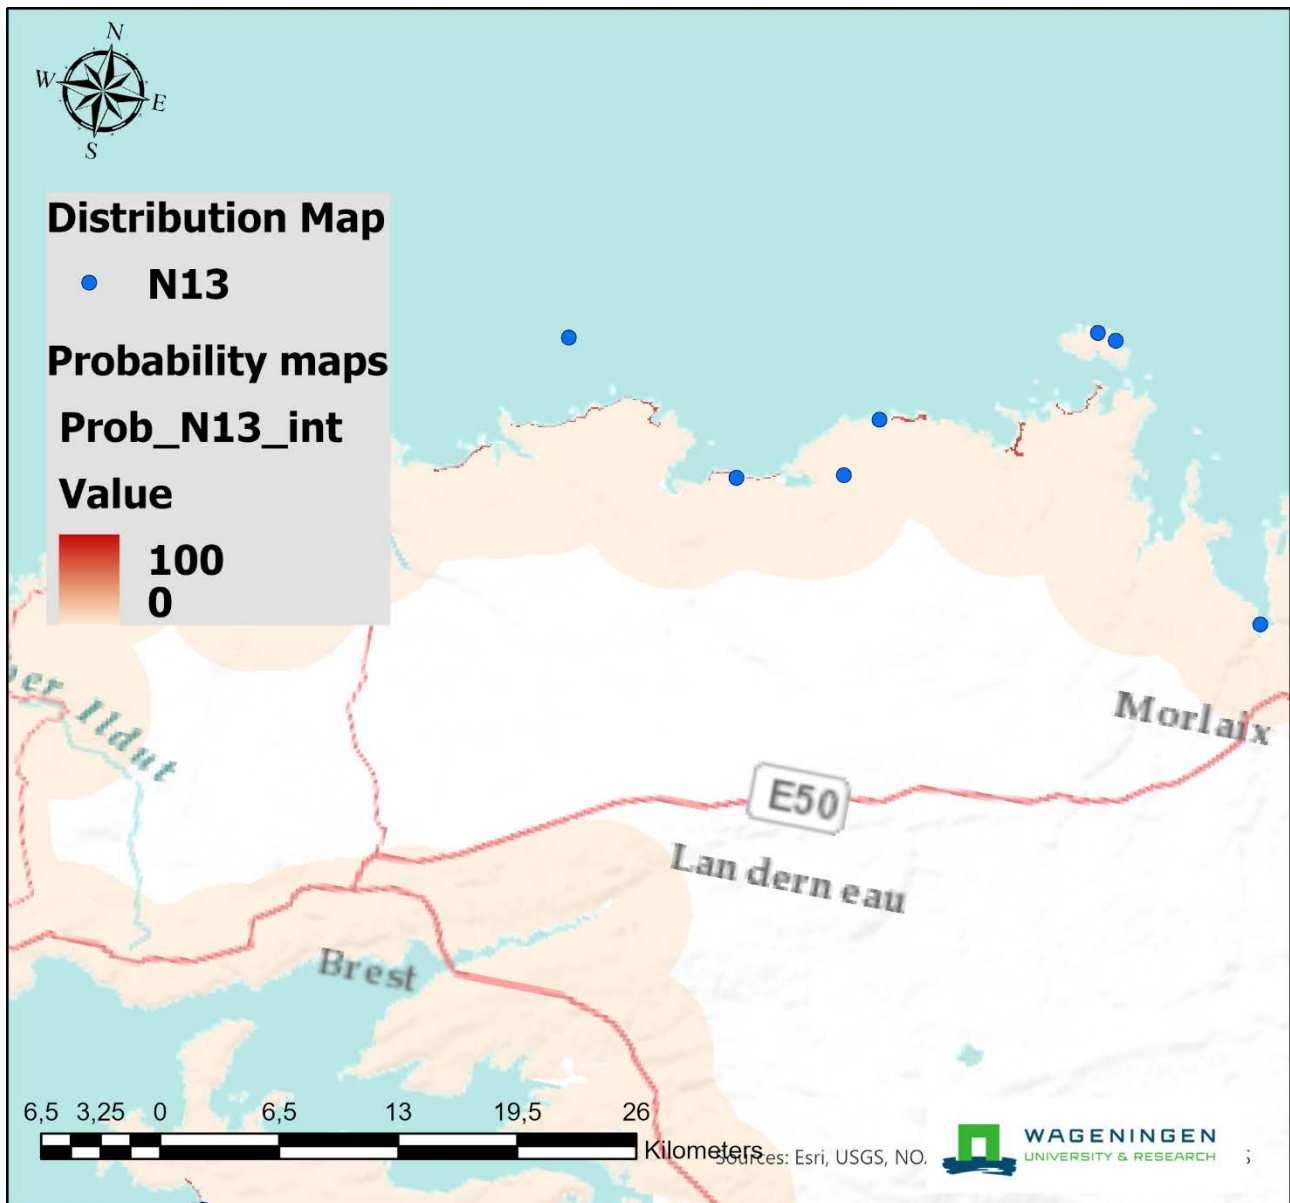 N
W
E
S
Distribution Map
N13
Probability maps
Prob_N13_int
Value
100
0
Ildut
Morlaix
E50
Lan dern eau
Brest
6,5 3,25 0 6,5 13 19,5 26
Kilometers
Sources: Esri, USGS, NO
WAGENINGEN
UNIVERSITY & RESEARCH